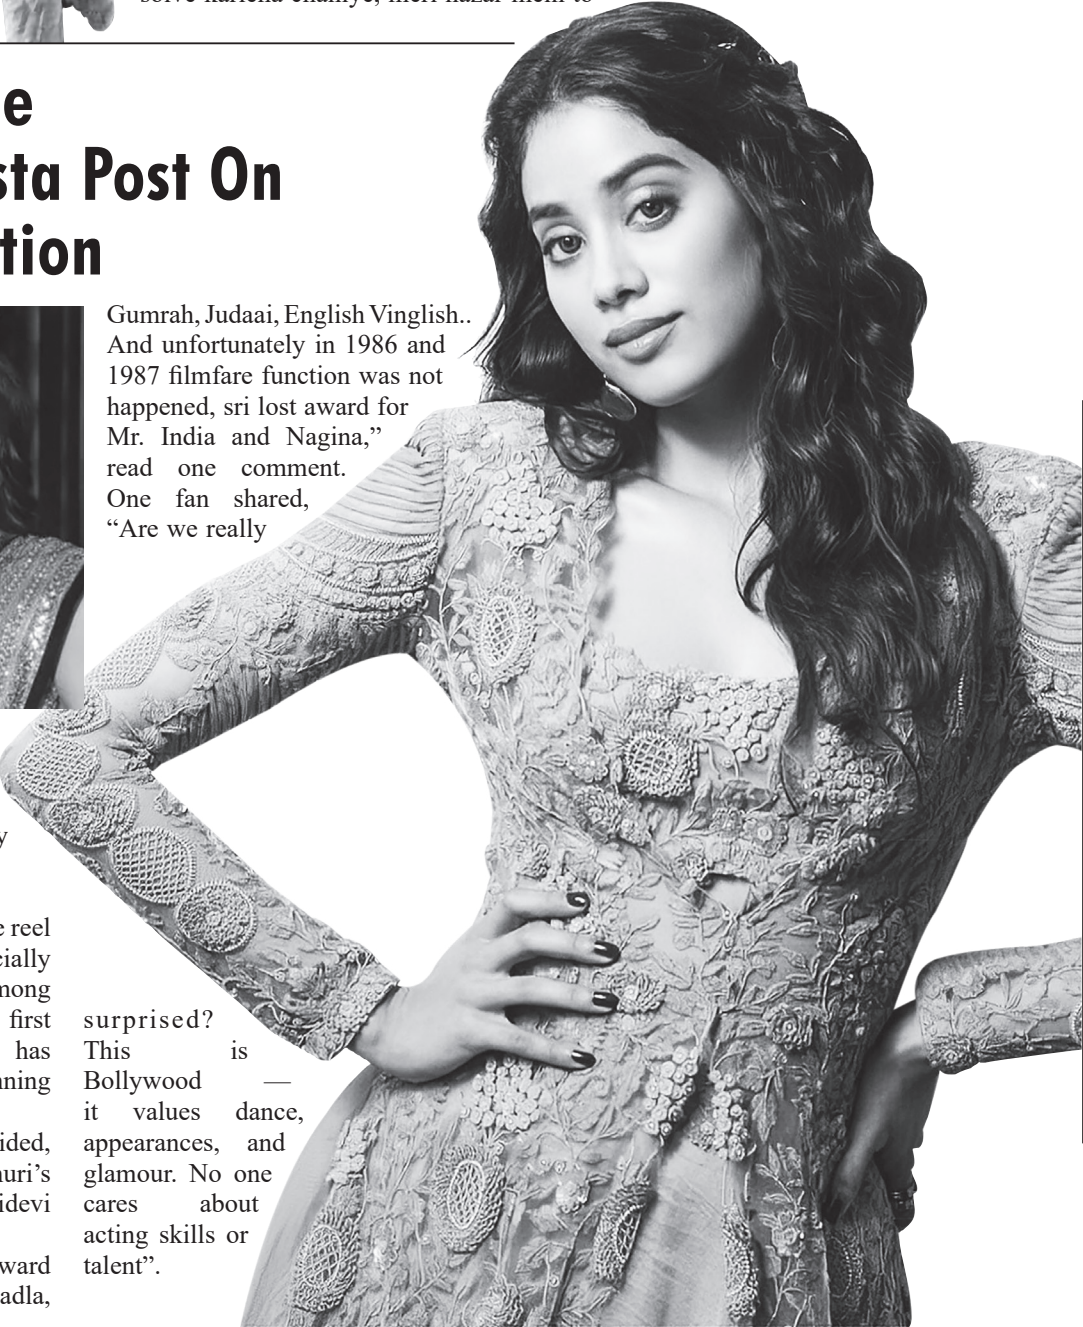 e
sta Post On
tion
Gumrah, Judaai, English Vinglish..
And unfortunately in 1986 and
1987 filmfare function was not
happened, sri lost award for
Mr. India and Nagina,”
read one comment.
One fan shared,
“Are we really
y
e reel
cially
mong
first
has
nning
ided,
uri’s
idevi
ward
adla,
surprised?
This is
Bollywood —
it values dance,
appearances, and
glamour. No one
cares about
acting skills or
talent”.